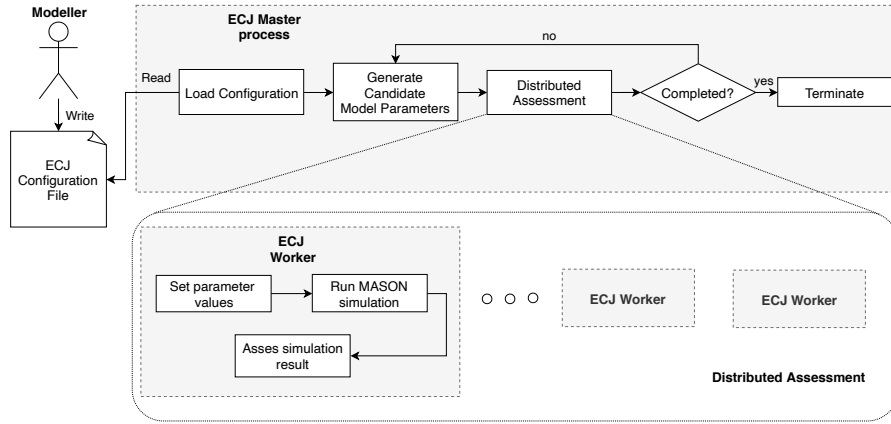 Modeller
ECJ Master
process
no
Read
Load Configuration
Generate
Candidate
Model Parameters
Distributed
Assessment
Completed?
yes
Terminate
Write
ECJ
Configuration
File
ECJ
Worker
Set parameter
values
Run MASON
simulation
Asses simulation
result
ECJ Worker
ECJ Worker
Distributed Assessment